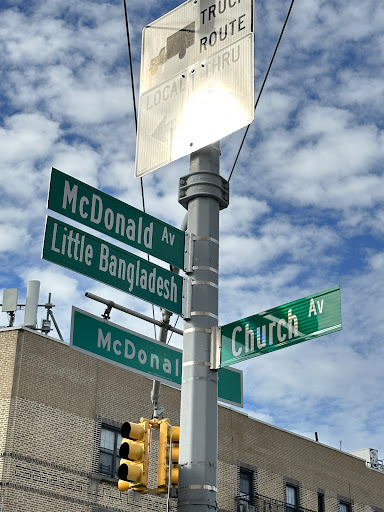 TRUCK
ROUTE
LOCAL THRU
McDonald Av
Little Bangladesh
McDonal
Church Av